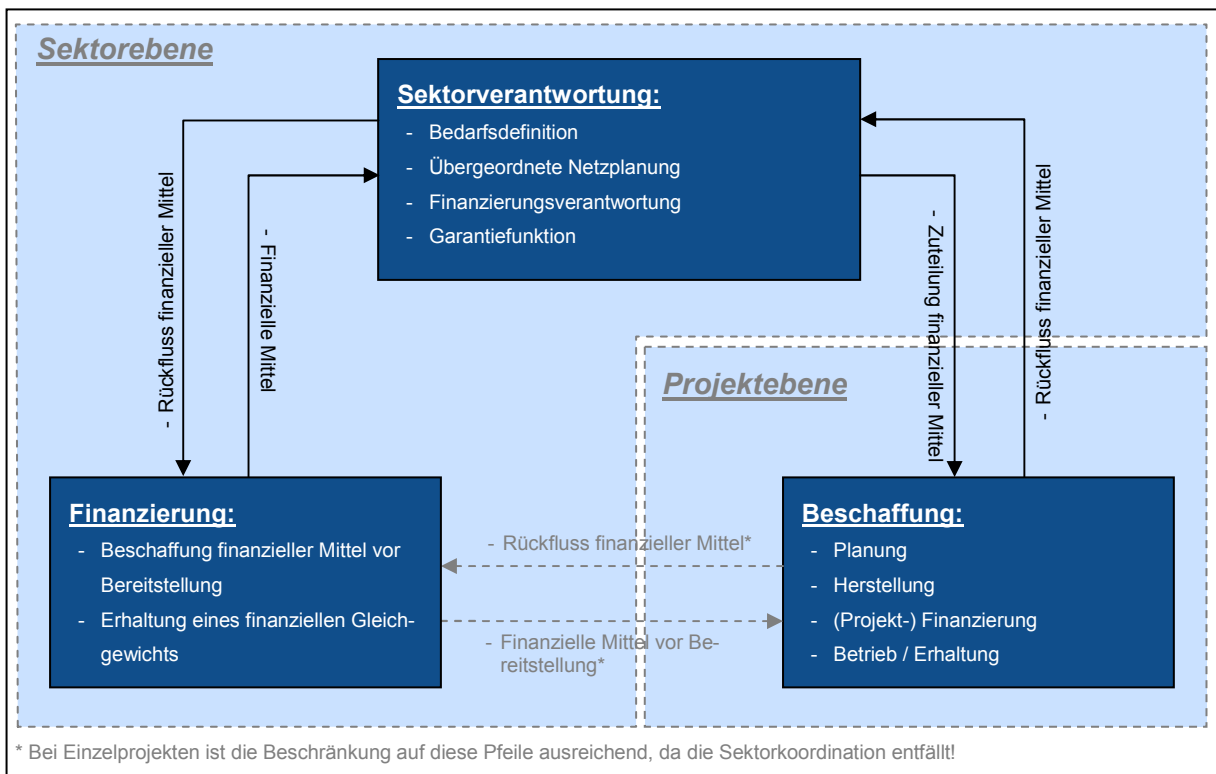 Sektorebene
Sektorverantwortung:
- Bedarfsdefinition
- Übergeordnete Netzplanung
- Finanzierungsverantwortung
- Garantiefunktion
- Rückfluss finanzieller Mittel
- Finanzielle Mittel
- Zuteilung finanzieller Mittel
- Rückfluss finanzieller Mittel
Projektebene
Finanzierung:
- Beschaffung finanzieller Mittel vor
Bereitstellung
- Erhaltung eines finanziellen Gleich-
gewichts
- Rückfluss finanzieller Mittel*
- Finanzielle Mittel vor Be-
reitstellung*
Beschaffung:
- Planung
- Herstellung
- (Projekt-) Finanzierung
- Betrieb / Erhaltung
* Bei Einzelprojekten ist die Beschränkung auf diese Pfeile ausreichend, da die Sektorkoordination entfällt!